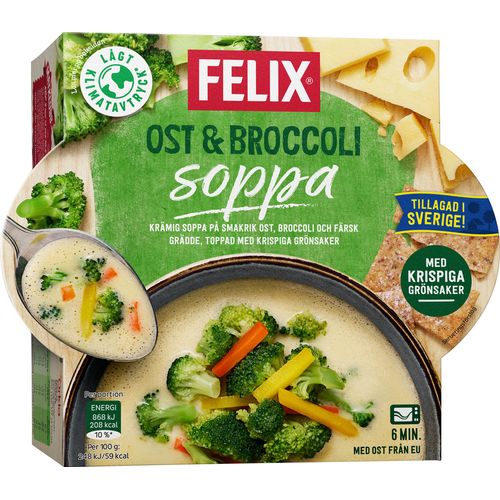 LÅGT
KLIMATAVTRYCK*
FELIX®
OST & BROCCOLI
soppa
KRÄMIG SOPPA PÅ SMAKRIK OST, BROCCOLI OCH FÄRSK
GRÄDDE, TOPPAD MED KRISPIGA GRÖNSAKER
TILLAGAD I
SVERIGE!
MED
KRISPIGA
GRÖNSAKER
Per portion:
ENERGI
868 kJ
208 kcal
10 %*
Per 100g:
248 kJ/59 kcal
6 MIN.
MED OST FRÅN EU